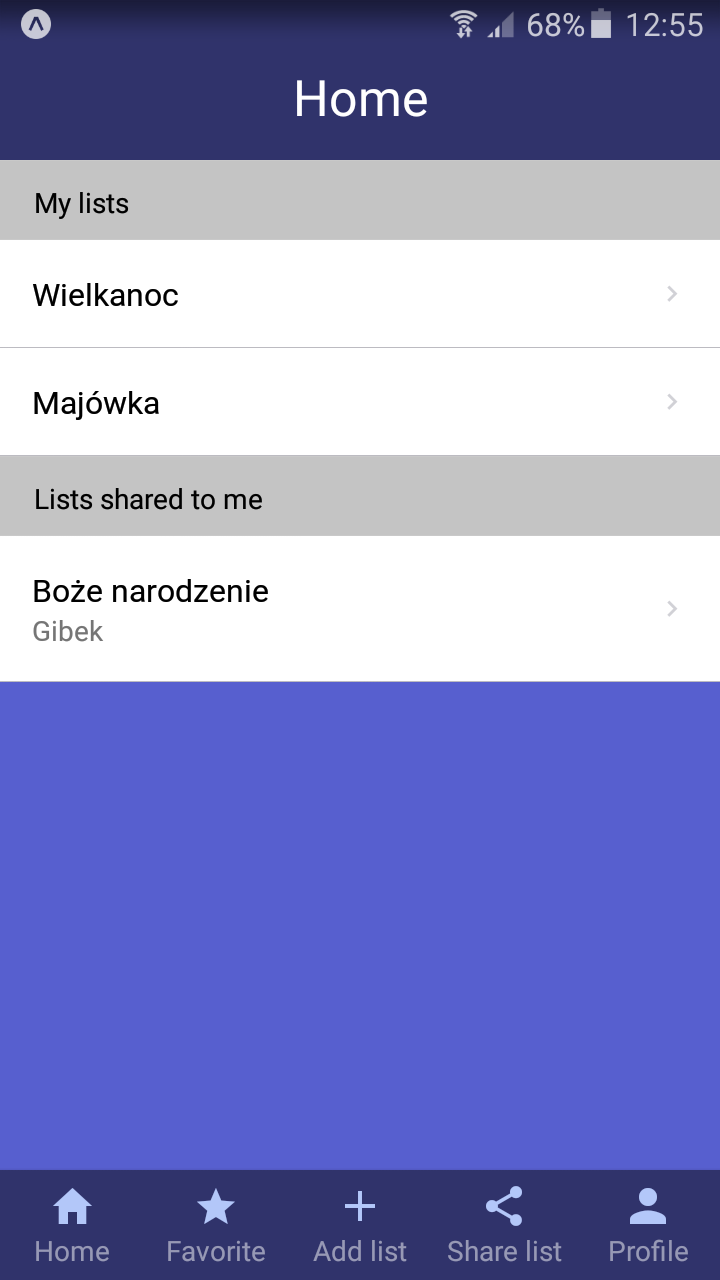 68% 12:55
Home
My lists
Wielkanoc
Majówka
Lists shared to me
Boże narodzenie
Gibek
Home Favorite Add list Share list Profile